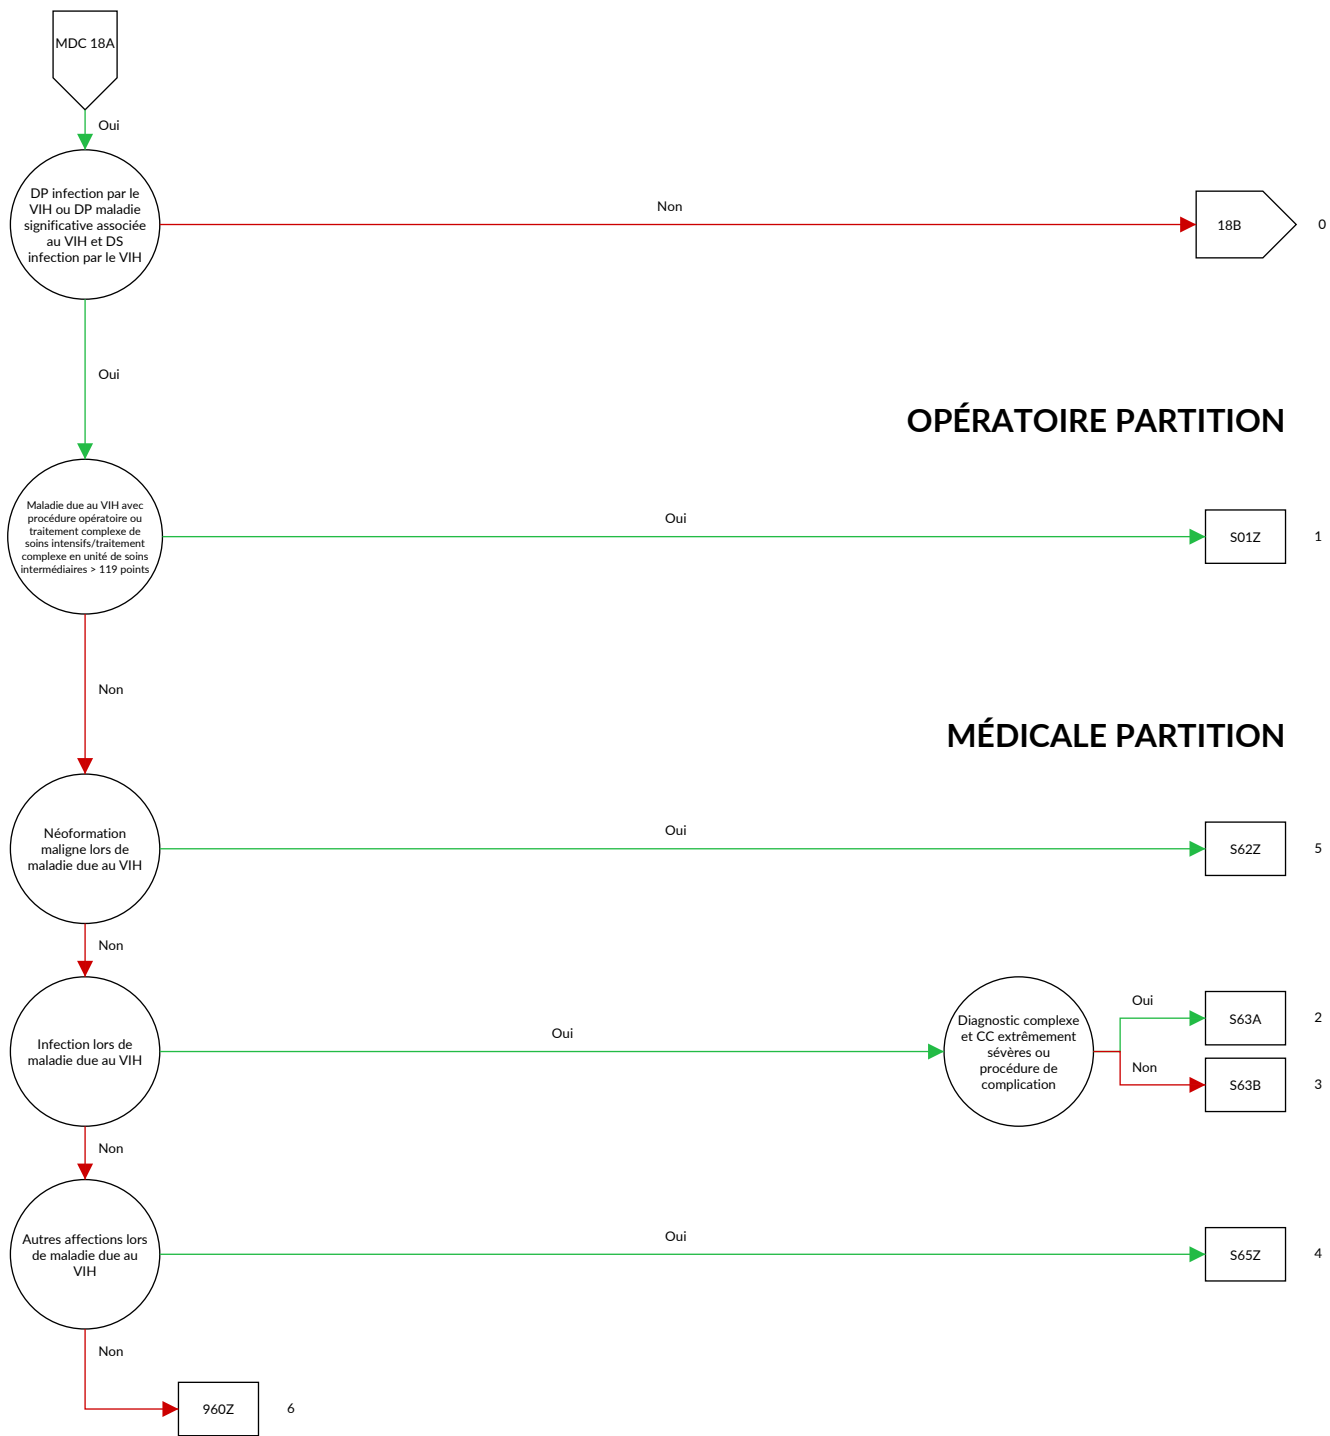 MDC 18A
Oui
DP infection par le
VIH ou DP maladie
significative associée
au VIH et DS
infection par le VIH
Non
18B
0
Oui
OPÉRATOIRE PARTITION
Maladie due au VIH avec
procédure opératoire ou
traitement complexe de
soins intensifs/traitement
complexe en unité de soins
intermédiaires > 119 points
Oui
S01Z
1
Non
MÉDICALE PARTITION
Néoformation
maligne lors de
maladie due au VIH
Oui
S62Z
5
Non
Infection lors de
maladie due au VIH
Oui
Diagnostic complexe
et CC extrêmement
sévères ou
procédure de
complication
Oui
S63A
2
Non
S63B
3
Non
Autres affections lors
de maladie due au
VIH
Oui
S65Z
4
Non
960Z
6